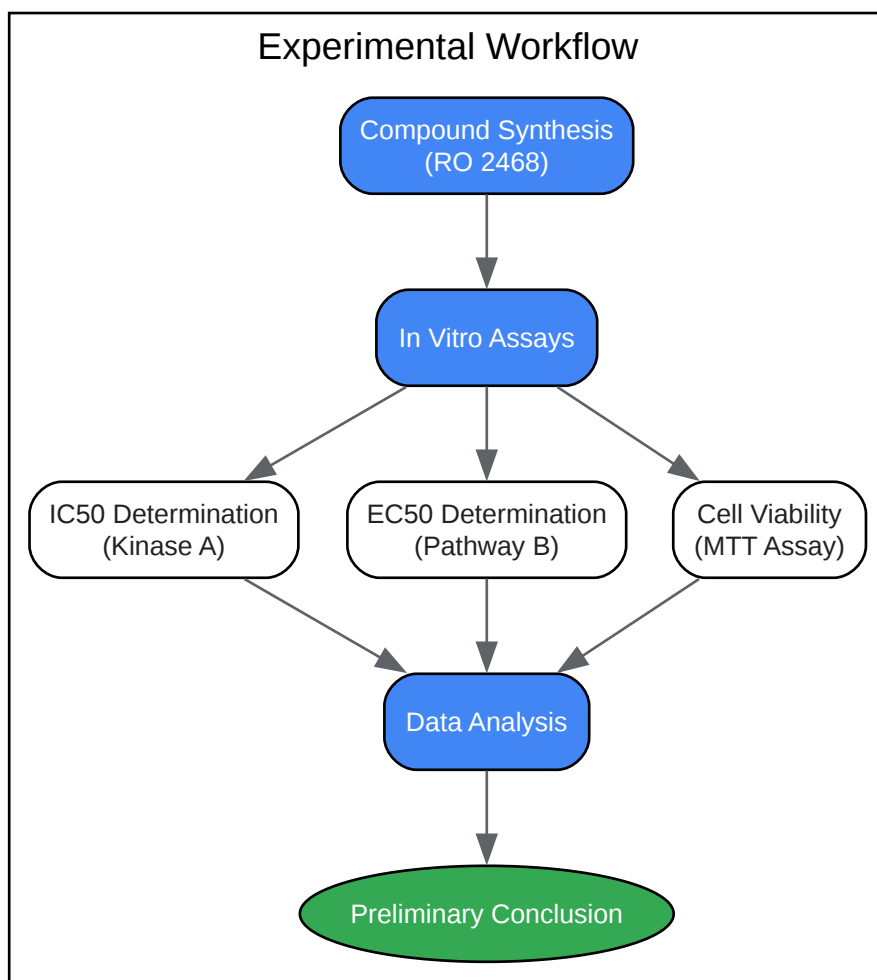 Experimental Workflow
Compound Synthesis
(RO 2468)
In Vitro Assays
IC50 Determination
(Kinase A)
EC50 Determination
(Pathway B)
Cell Viability
(MTT Assay)
Data Analysis
Preliminary Conclusion